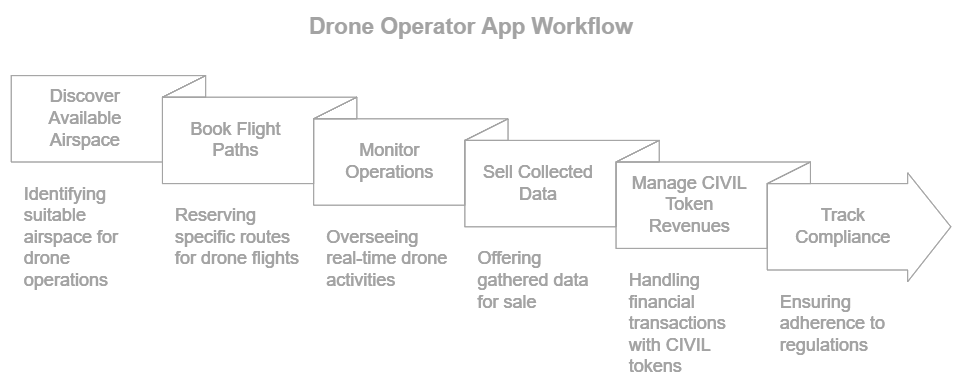 Drone Operator App Workflow
Discover
Available
Airspace
Identifying
suitable
airspace for
drone
operations
Book Flight
Paths
Reserving
specific routes
for drone flights
Monitor
Operations
Overseeing
real-time drone
activities
Sell Collected
Data
Offering
gathered data
for sale
Manage CIVIL
Token
Revenues
Handling
financial
transactions
with CIVIL
tokens
Track
Compliance
Ensuring
adherence to
regulations